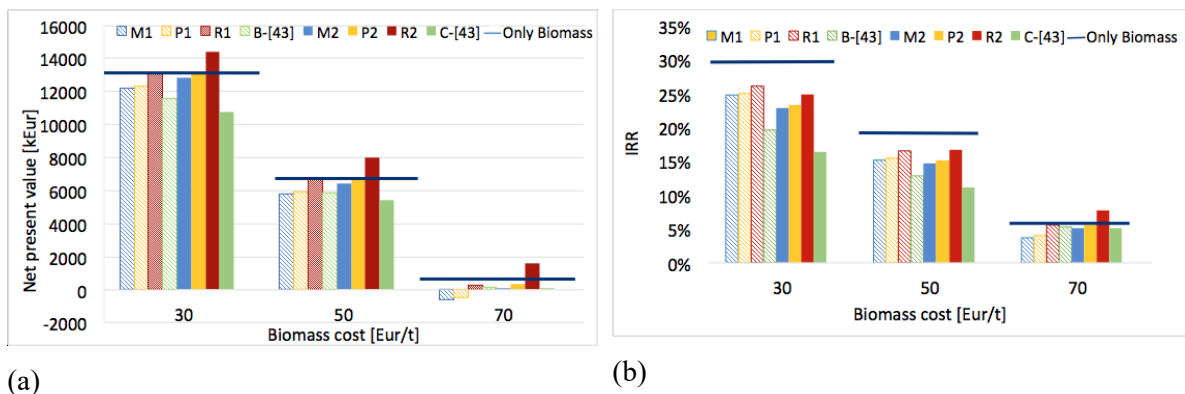 16000
M1 P1 R1 B-[43] M2 P2 R2 C-[43] Only Biomass
14000
12000
10000
8000
6000
4000
2000
0
-2000
Net present value [kEur]
30 50 70
Biomass cost [Eur/t]
(a)
35%
M1 P1 R1 B-[43] M2 P2 R2 C-[43] Only Biomass
30%
25%
20%
15%
10%
5%
0%
IRR
30 50 70
Biomass cost [Eur/t]
(b)